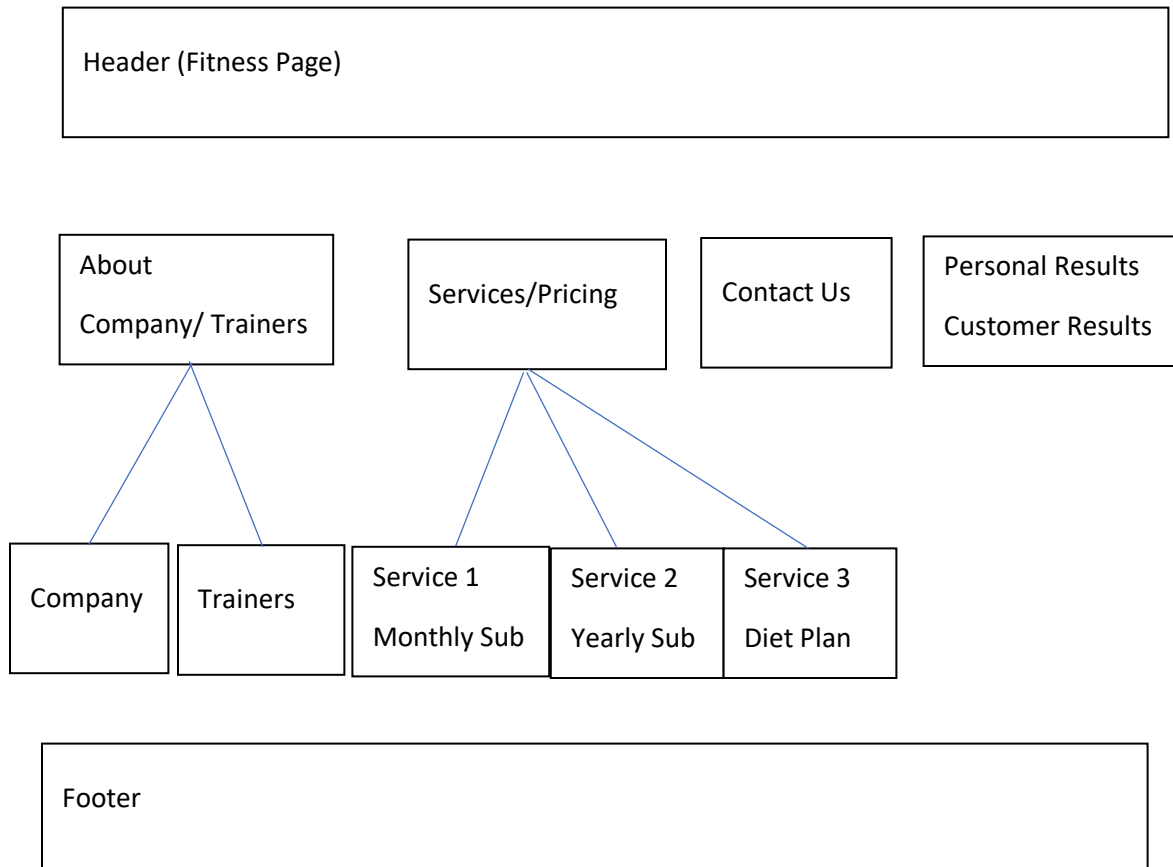 Header (Fitness Page)
About
Company/ Trainers
Services/Pricing
Contact Us
Personal Results
Customer Results
Company
Trainers
Service 1
Monthly Sub
Service 2
Yearly Sub
Service 3
Diet Plan
Footer